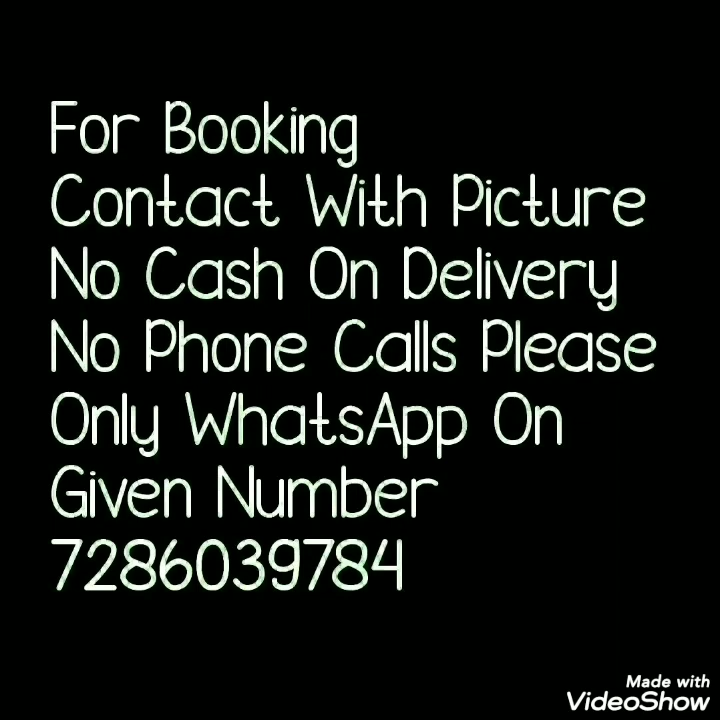 For Booking
Contact With Picture
No Cash On Delivery
No Phone Calls Please
Only WhatsApp On
Given Number
7286039784
Made with
VideoShow